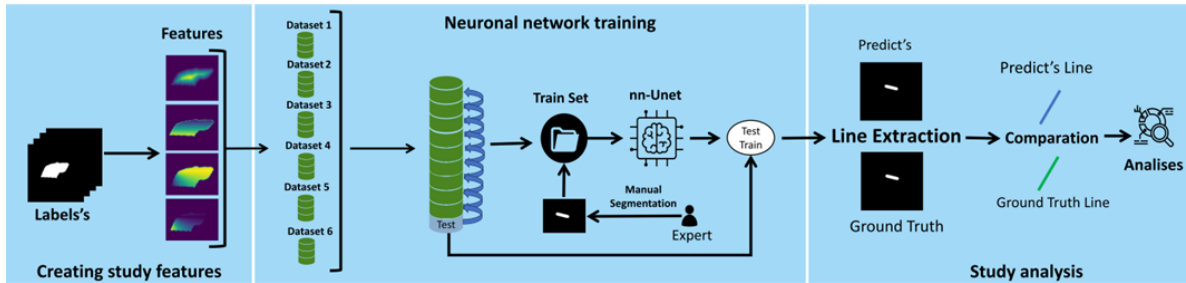 Features
Labels's
Creating study features
Neuronal network training
Dataset 1
Dataset 2
Dataset 3
Dataset 4
Dataset 5
Dataset 6
Test
Train Set
nn-Unet
Test
Train
Manual
Segmentation
Expert
Predict's
Line Extraction
Ground Truth
Predict's Line
Comparation
Ground Truth Line
Analises
Study analysis